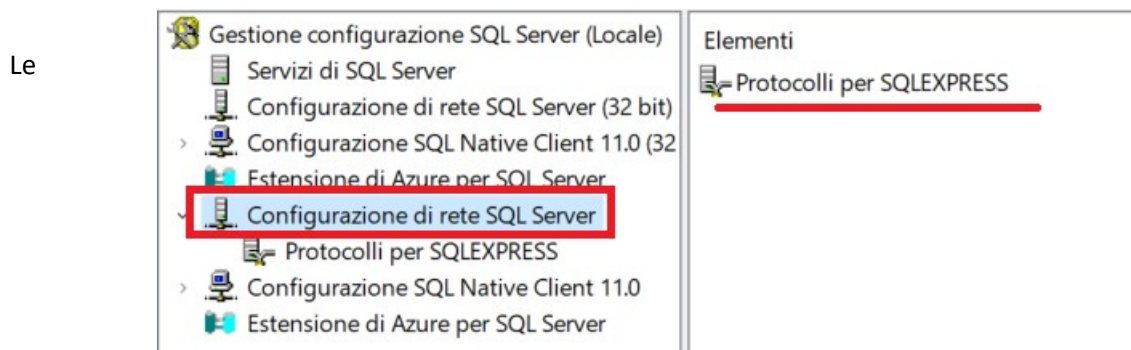 Le
Gestione configurazione SQL Server (Locale)
Servizi di SQL Server
Configurazione di rete SQL Server (32 bit)
Configurazione SQL Native Client 11.0 (32
Estensione di Azure per SQL Server
Configurazione di rete SQL Server
Protocolli per SQLEXPRESS
Configurazione SQL Native Client 11.0
Estensione di Azure per SQL Server
Elementi
Protocolli per SQLEXPRESS